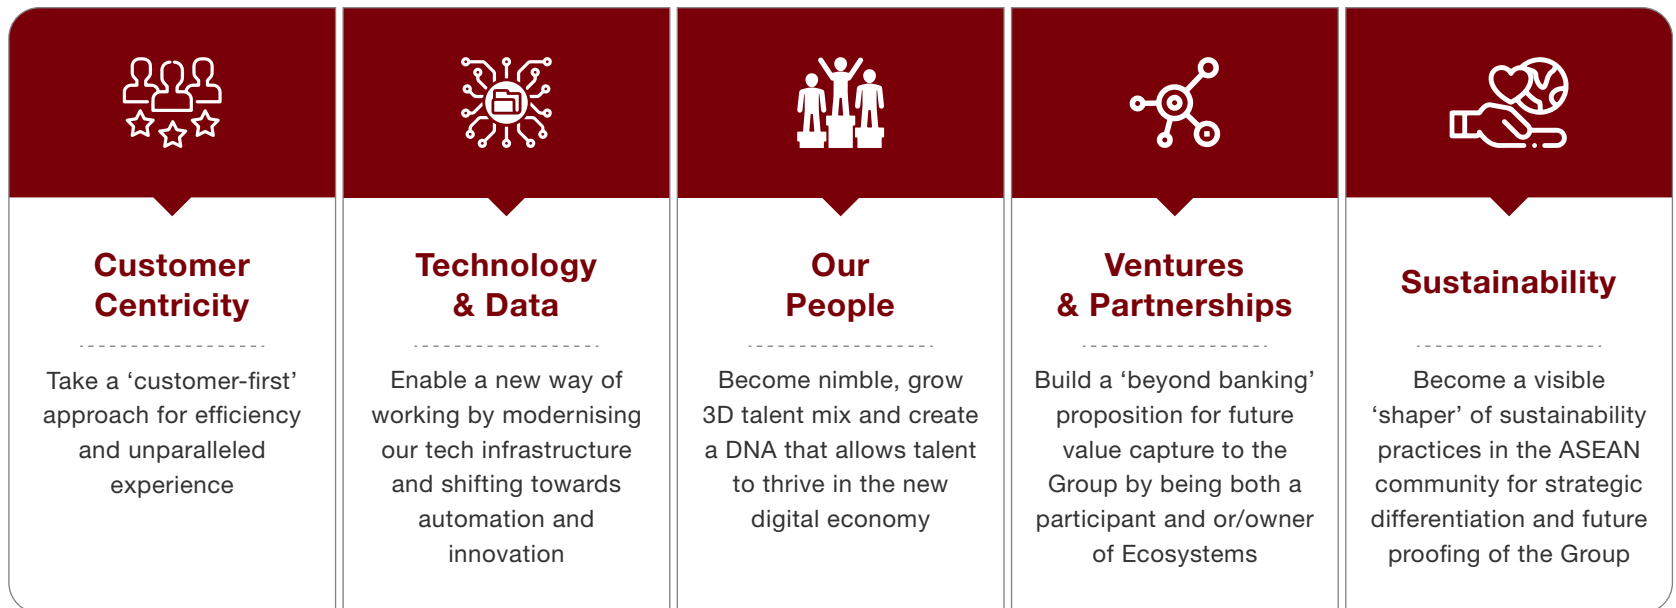 Customer
Centricity
Take a ‘customer-first’
approach for efficiency
and unparalleled
experience
Technology
& Data
Enable a new way of
working by modernising
our tech infrastructure
and shifting towards
automation and
innovation
Our
People
Become nimble, grow
3D talent mix and create
a DNA that allows talent
to thrive in the new
digital economy
Ventures
& Partnerships
Build a ‘beyond banking’
proposition for future
value capture to the
Group by being both a
participant and or/owner
of Ecosystems
Sustainability
Become a visible
‘shaper’ of sustainability
practices in the ASEAN
community for strategic
differentiation and future
proofing of the Group